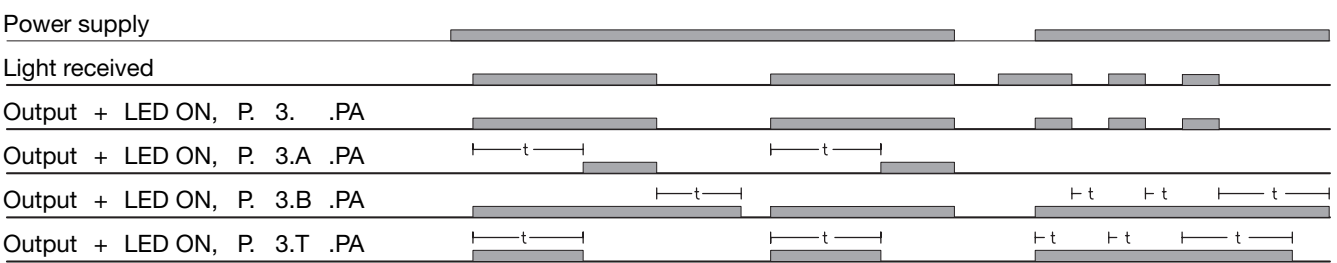 Power supply
Light received
Output + LED ON, P. 3. .PA
Output + LED ON, P. 3.A .PA
t t
Output + LED ON, P. 3.B .PA
t t t t
Output + LED ON, P. 3.T .PA
t t t t t